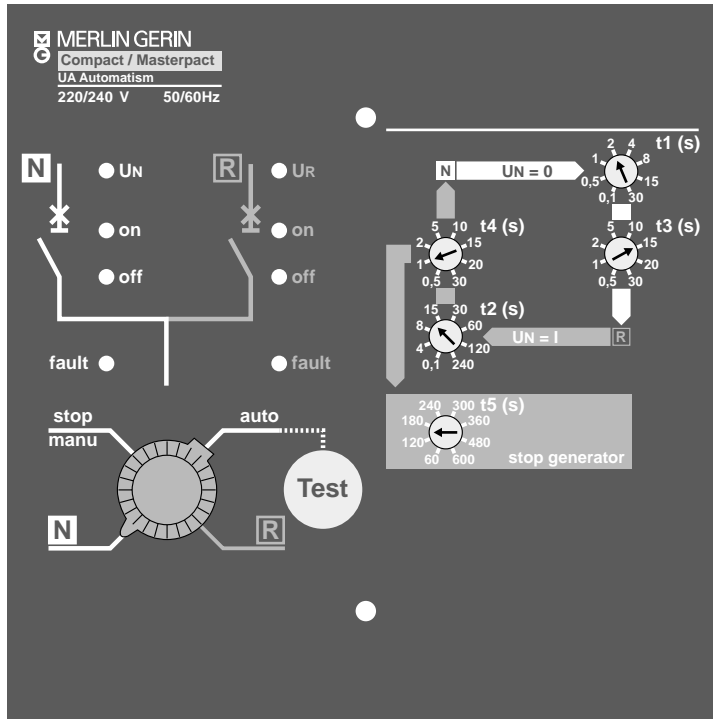 MERLIN GERIN
Compact / Masterpact
UA Automatism
220/240 V 50/60Hz
N
UN
on
off
fault
R
UR
on
off
fault
stop
manu
auto
Test
N
R
N
UN = 0
t1 (s)
2 4
1 8
0,5 15
0,1 30
t4 (s)
5 10
2 15
1 20
0,5 30
t3 (s)
5 10
2 15
1 20
0,5 30
t2 (s)
15 30
8 60
4 120
0,1 240
UN = I
R
240 300 t5 (s)
180 360
120 480
60 600
stop generator